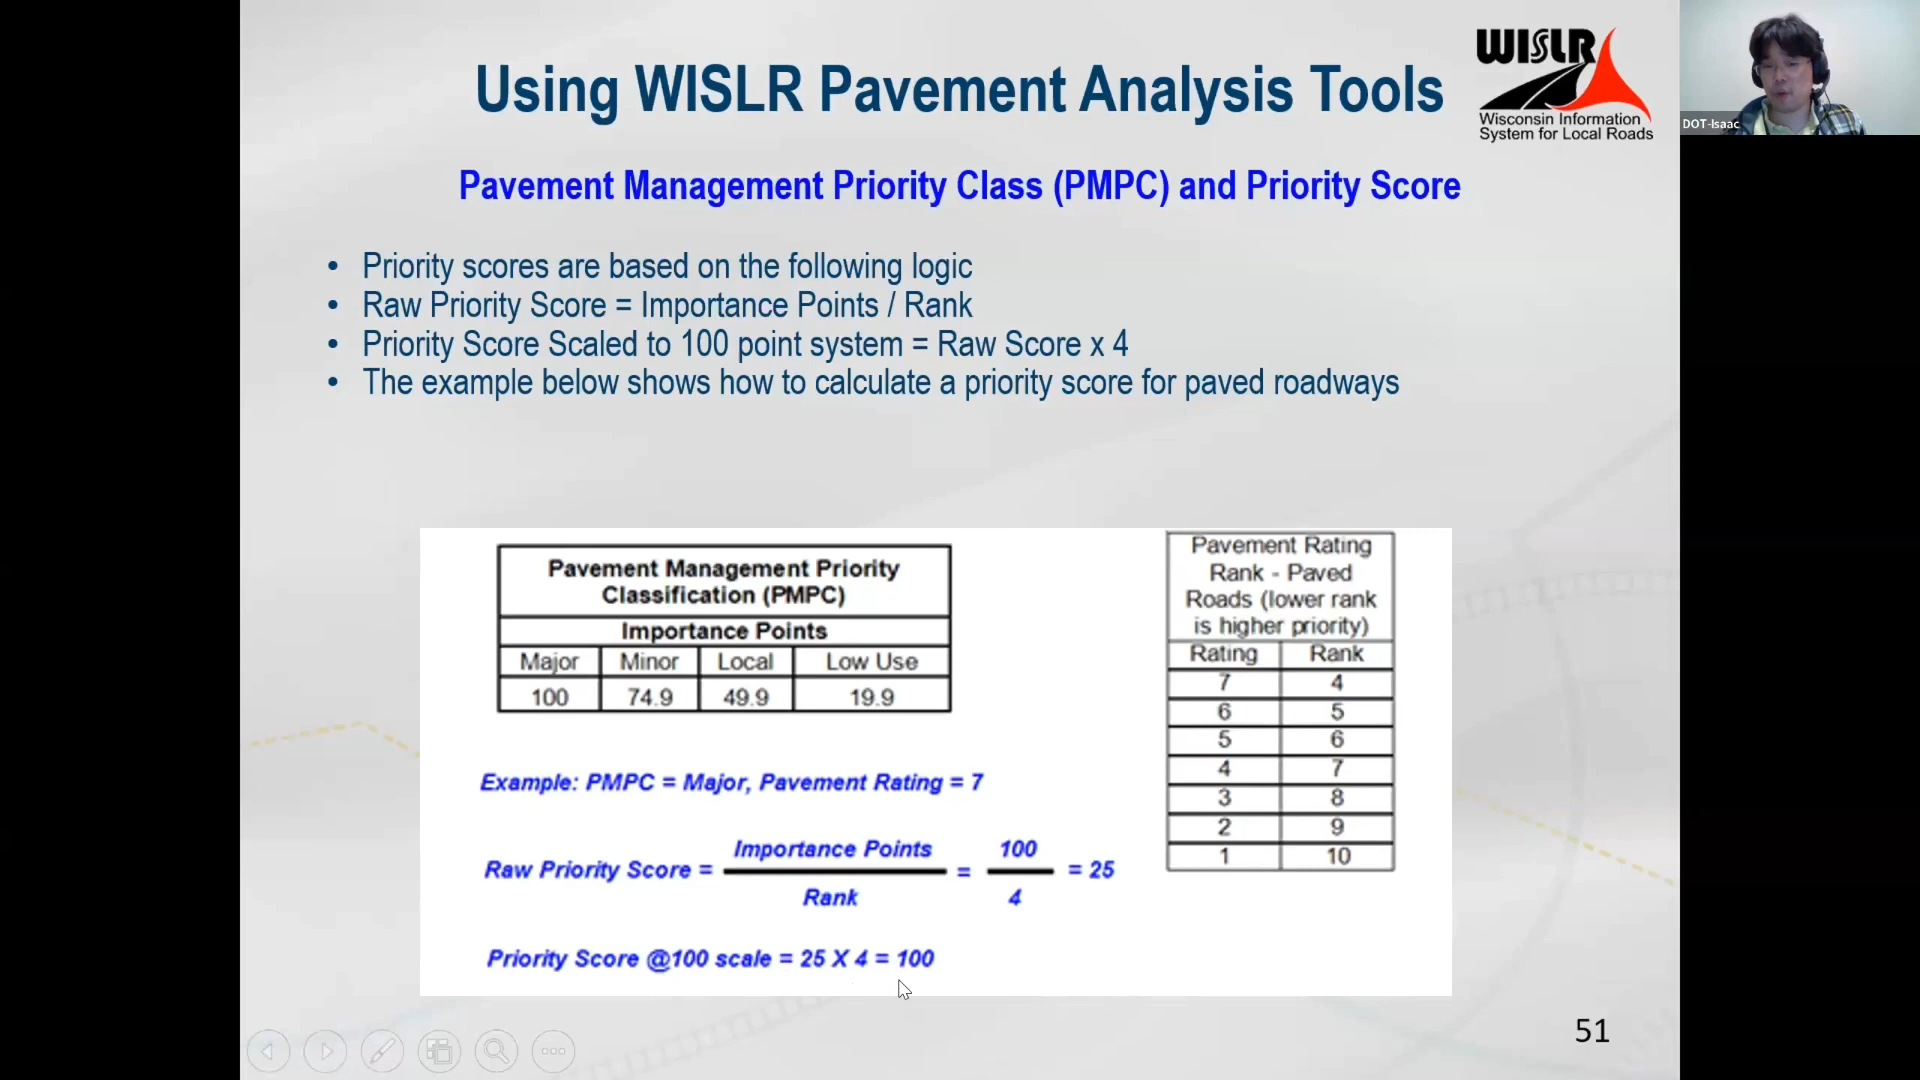 Using WISLR Pavement Analysis Tools
WISLR
Wisconsin Information
System for Local Roads
DOT-Isaac
Pavement Management Priority Class (PMPC) and Priority Score
• Priority scores are based on the following logic
• Raw Priority Score = Importance Points / Rank
• Priority Score Scaled to 100 point system = Raw Score x 4
• The example below shows how to calculate a priority score for paved roadways
Pavement Management Priority
Classification (PMPC)
Importance Points
Major Minor Local Low Use
100 74.9 49.9 19.9
Pavement Rating
Rank - Paved
Roads (lower rank
is higher priority)
Rating Rank
7 4
6 5
5 6
4 7
3 8
2 9
1 10
Example: PMPC = Major, Pavement Rating = 7
Raw Priority Score = Importance Points / Rank = 100 / 4 = 25
Priority Score @100 scale = 25 X 4 = 100
51